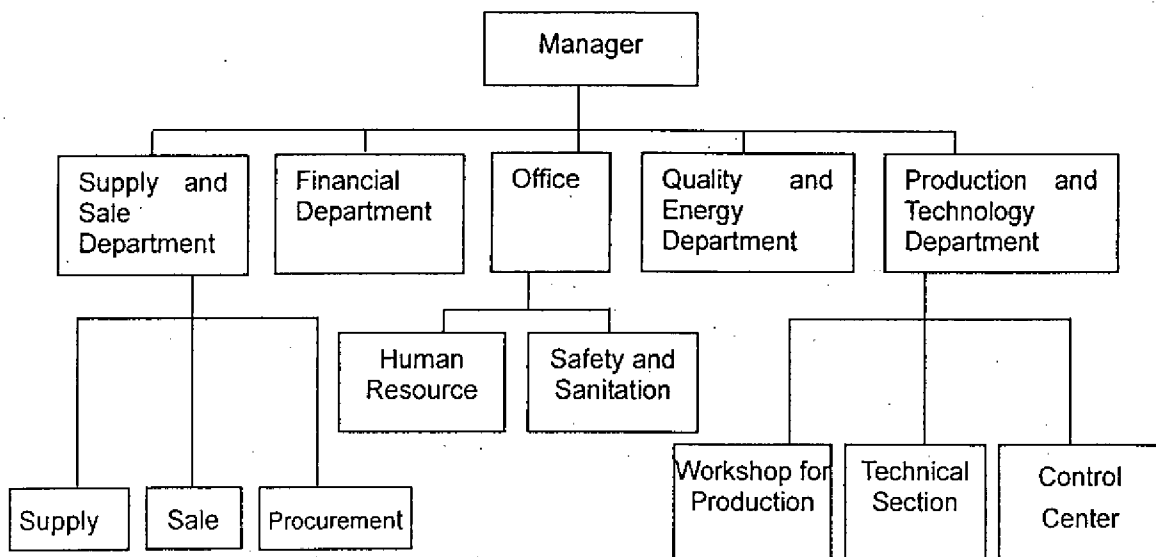 Manager
Supply and
Sale
Department
Financial
Department
Office
Quality and
Energy
Department
Production and
Technology
Department
Human
Resource
Safety and
Sanitation
Supply
Sale
Procurement
Workshop for
Production
Technical
Section
Control
Center